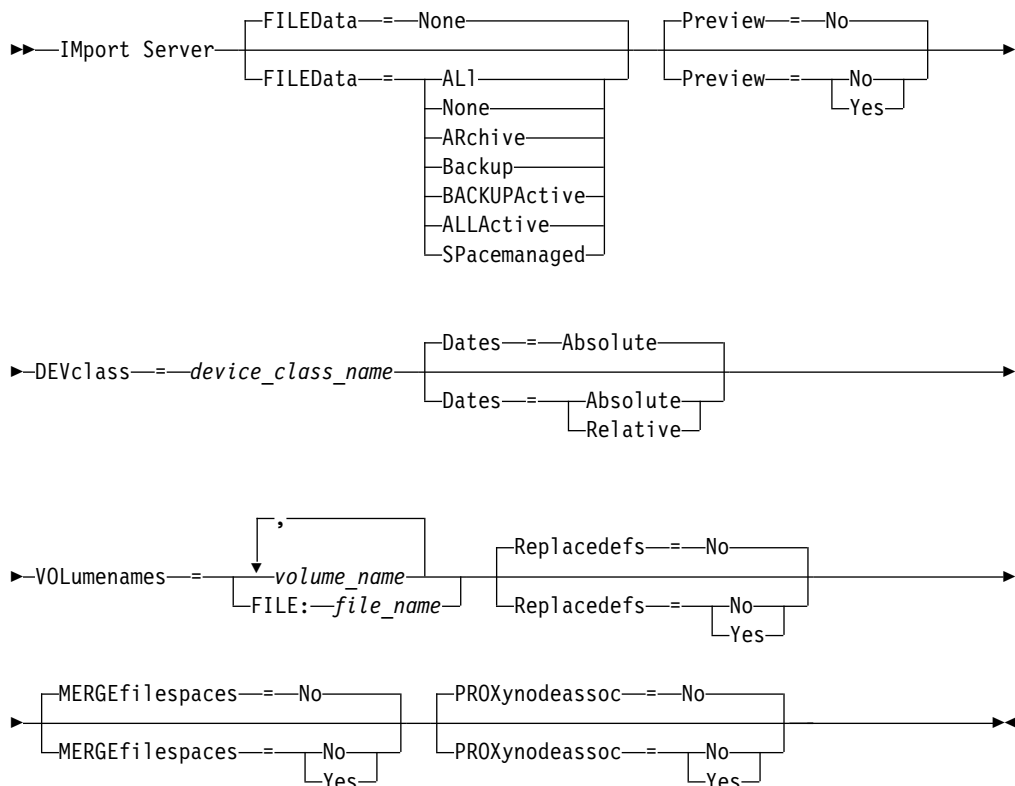 FILEData = None Preview = No
IMport Server
FILEData = ALl Preview = No
None Yes
ARchive
Backup
BACKUPActive
ALLActive
SPacemanaged
Dates = Absolute
DEVclass = device_class_name
Dates = Absolute
Relative
,
Replacedefs = No
VOLumenames = volume_name
FILE: file_name Replacedefs = No
Yes
MERGEfilespaces = No PROXynodeassoc = No
MERGEfilespaces = No PROXynodeassoc = No
Yes Yes